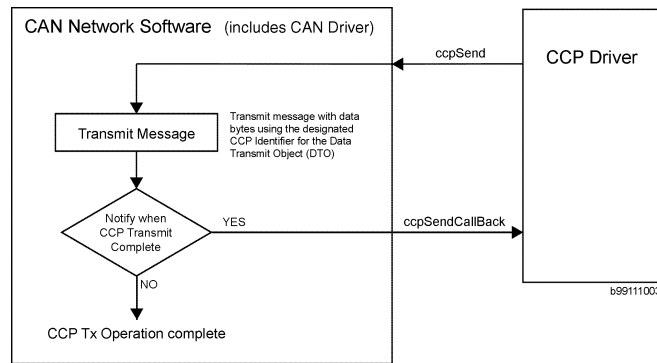 CAN Network Software (includes CAN Driver)
ccpSend
CCP Driver
Transmit Message
Transmit message with data
bytes using the designated
CCP Identifier for the Data
Transmit Object (DTO)
Notify when
CCP Transmit
Complete
YES
ccpSendCallBack
NO
b99111003
CCP Tx Operation complete